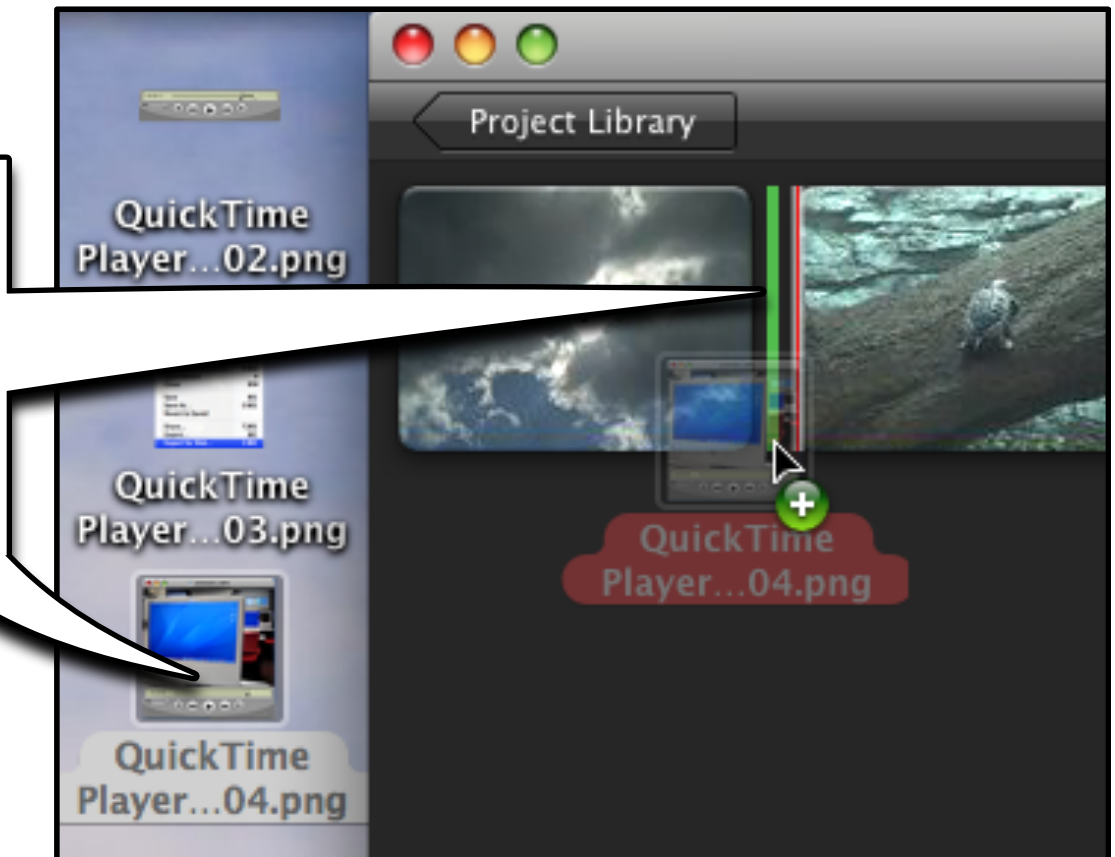 Project Library
QuickTime
Player...02.png
QuickTime
Player...03.png
QuickTime
Player...04.png
QuickTime
Player...04.png